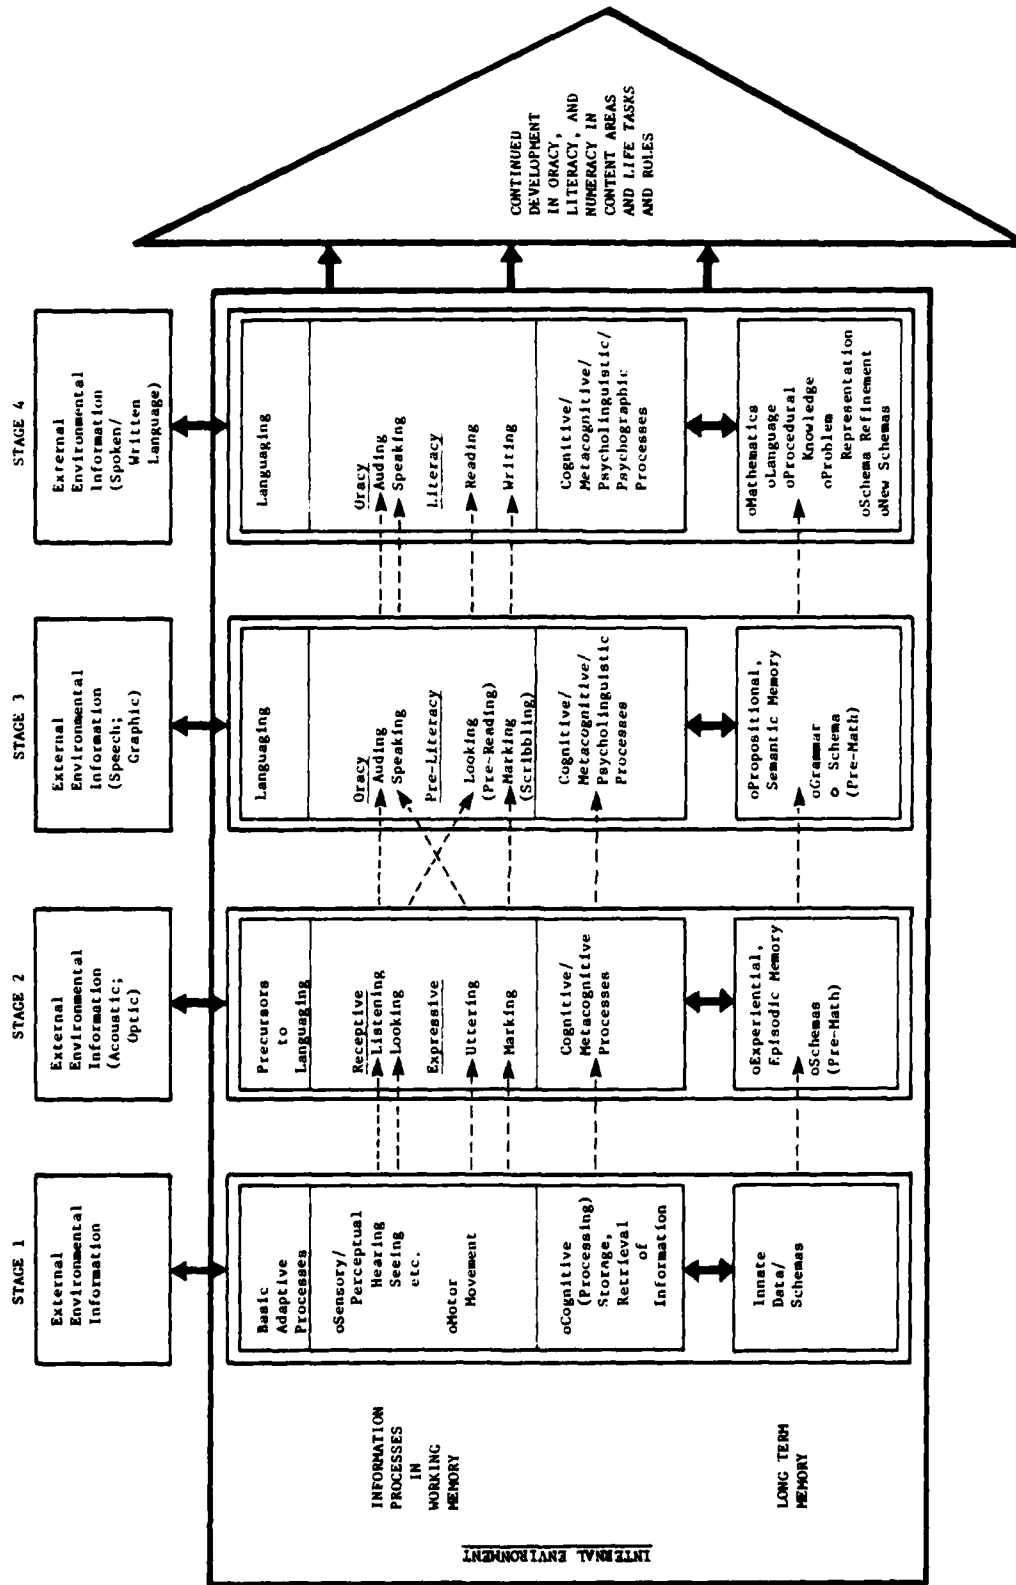 STAGE 1
External
Environmental
Information
Basic
Adaptive
Processes
oSensory/
Perceptual
Hearing
Seeing
etc.
oMotor
Movement
oCognitive
(Processing)
Storage,
Retrieval
of
Information
Innate
Data/
Schemas
STAGE 2
External
Environmental
Information
(Acoustic;
Optic)
Precursors
to
Languaging
Receptive
Listening
Looking
Expressive
Uttering
Marking
Cognitive/
Metacognitive
Processes
oExperiential,
Episodic Memory
oSchemas
(Pre-Math)
STAGE 3
External
Environmental
Information
(Speech;
Graphic)
Languaging
Oracy
Auding
Speaking
Pre-Literacy
Looking
(Pre-Reading)
Marking
(Scribbling)
Cognitive/
Metacognitive/
Psycholinguistic
Processes
oPropositional,
Semantic Memory
oGrammar
o Schema
(Pre-Math)
STAGE 4
External
Environmental
Information
(Spoken/
Written
Language)
Languaging
Oracy
Auding
Speaking
Literacy
Reading
Writing
Cognitive/
Metacognitive/
Psycholinguistic/
Psychographic
Processes
oMathematics
oLanguage
oProcedural
Knowledge
oProblem
Representation
oSchema Refinement
oNew Schemas
CONTINUED
DEVELOPMENT
IN ORACY,
LITERACY, AND
NUMERACY IN
CONTENT AREAS
AND LIFE TASKS
AND RULES
INFORMATION
PROCESSES
IN
WORKING
MEMORY
LONG TERM
MEMORY
INTERNAL ENVIRONMENT